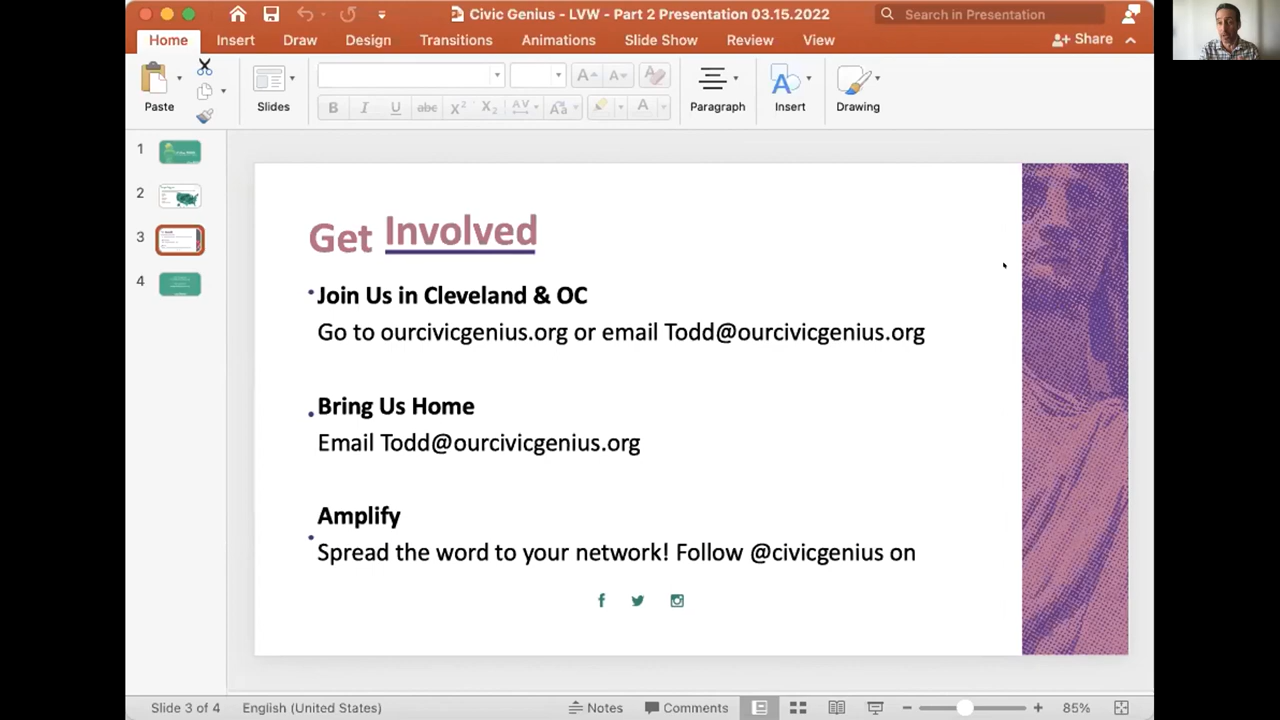 Civic Genius - LVW - Part 2 Presentation 03.15.2022
Search in Presentation
Home Insert Draw Design Transitions Animations Slide Show Review View Share
Paste Slides Paragraph Insert Drawing
1
2
3
4
Get Involved
Join Us in Cleveland & OC
Go to ourcivicgenius.org or email Todd@ourcivicgenius.org
Bring Us Home
Email Todd@ourcivicgenius.org
Amplify
Spread the word to your network! Follow @civicgenius on
Slide 3 of 4 English (United States) Notes Comments 85%